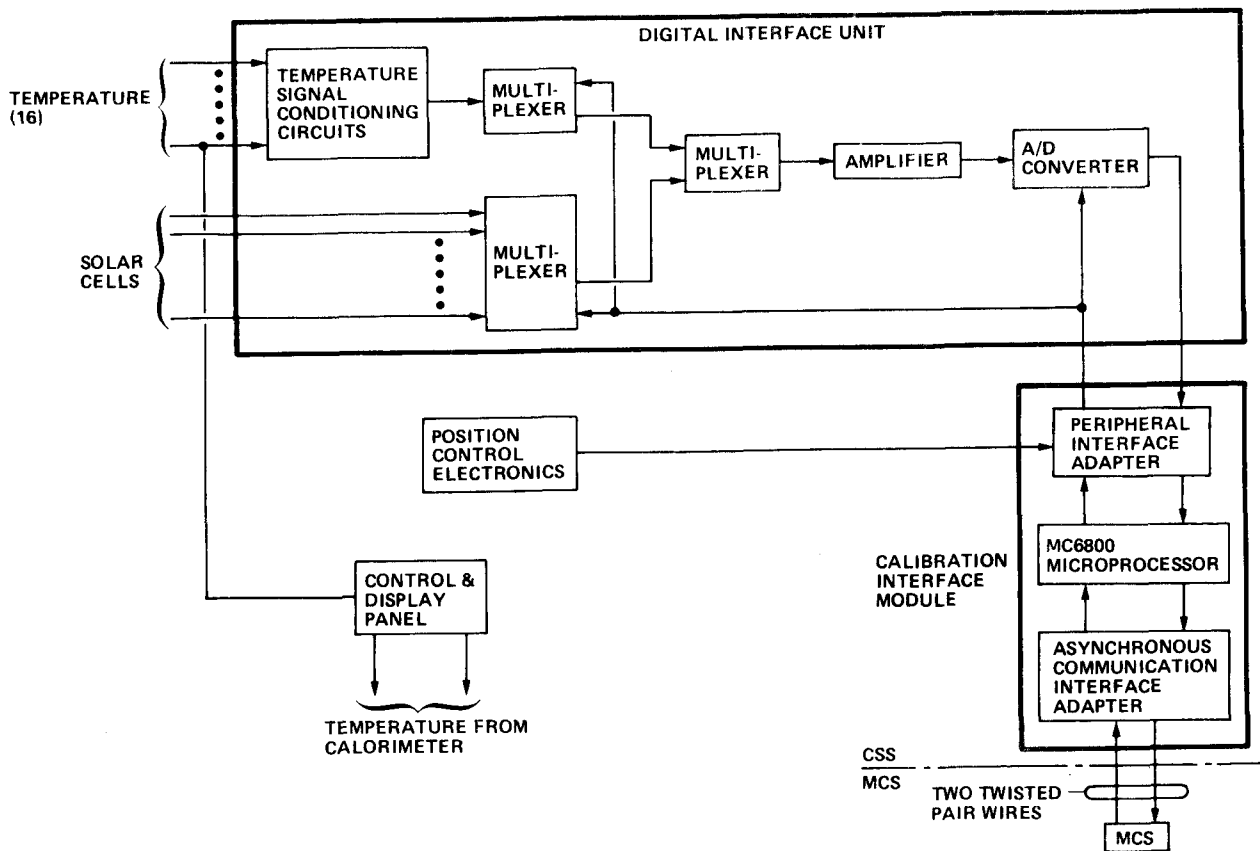 DIGITAL INTERFACE UNIT
TEMPERATURE
(16)
TEMPERATURE
SIGNAL
CONDITIONING
CIRCUITS
MULTI-
PLEXER
MULTI-
PLEXER
AMPLIFIER
A/D
CONVERTER
SOLAR
CELLS
MULTI-
PLEXER
POSITION
CONTROL
ELECTRONICS
PERIPHERAL
INTERFACE
ADAPTER
CALIBRATION
INTERFACE
MODULE
MC6800
MICROPROCESSOR
CONTROL &
DISPLAY
PANEL
ASYNCHRONOUS
COMMUNICATION
INTERFACE
ADAPTER
TEMPERATURE FROM
CALORIMETER
CSS
MCS
TWO TWISTED
PAIR WIRES
MCS